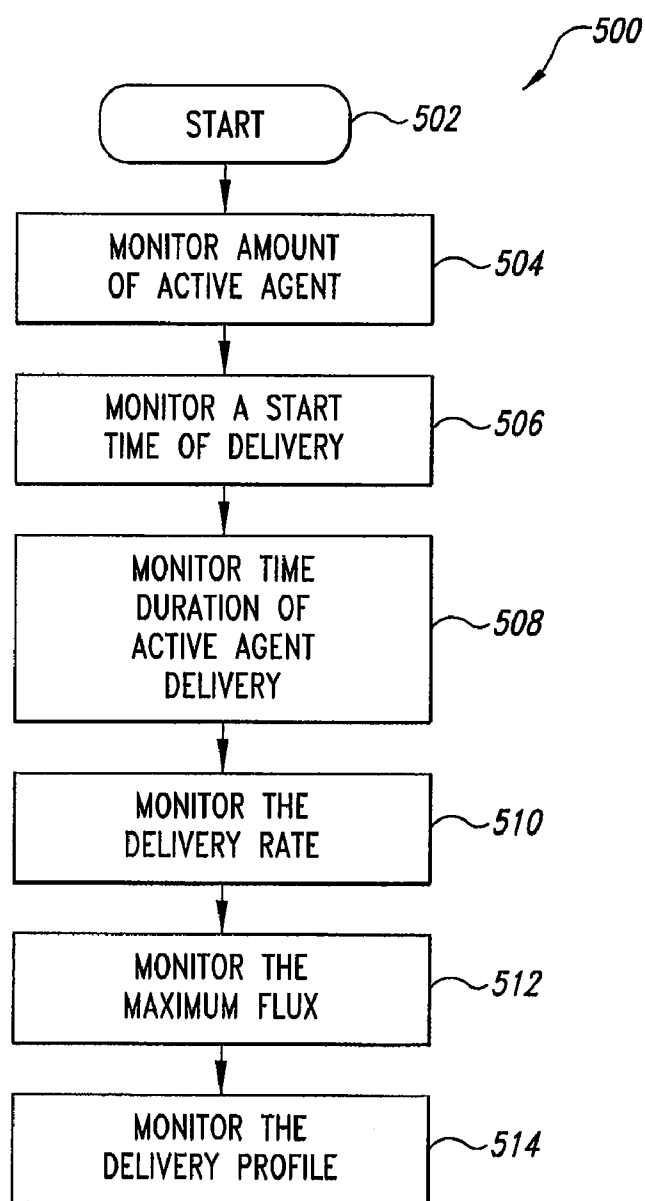 500
START
502
MONITOR AMOUNT
OF ACTIVE AGENT
504
MONITOR A START
TIME OF DELIVERY
506
MONITOR TIME
DURATION OF
ACTIVE AGENT
DELIVERY
508
MONITOR THE
DELIVERY RATE
510
MONITOR THE
MAXIMUM FLUX
512
MONITOR THE
DELIVERY PROFILE
514